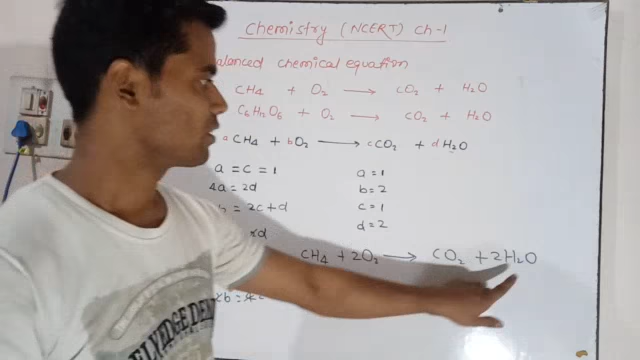 Chemistry (NCERT) Ch-1
alanced chemical equation
CH4 + O2 → CO2 + H2O
C6H12O6 + O2 → CO2 + H2O
aCH4 + bO2 → cCO2 + dH2O
a = c = 1
4a = 2d
b = 2c + d
a = 1
b = 2
c = 1
d = 2
CH4 + 2O2 → CO2 + 2H2O